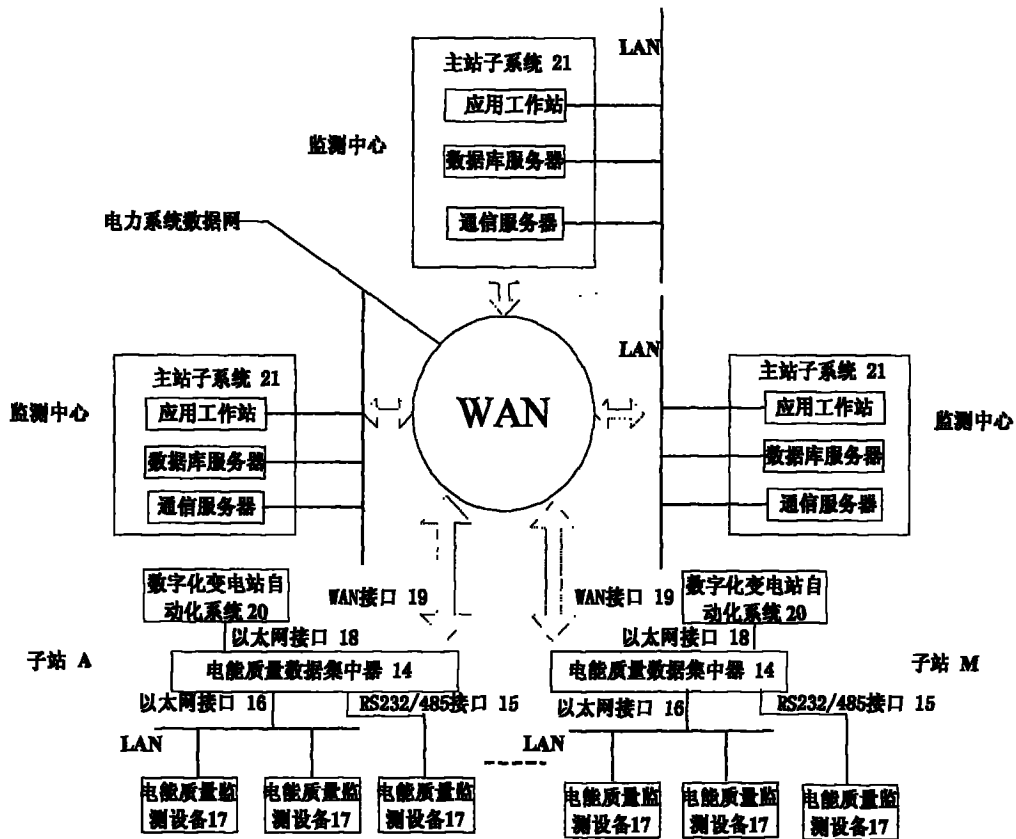 LAN
主站子系统 21
应用工作站
监测中心
数据库服务器
电力系统数据网
通信服务器
LAN
主站子系统 21
主站子系统 21
WAN
监测中心
应用工作站
应用工作站
监测中心
数据库服务器
数据库服务器
通信服务器
通信服务器
数字化变电站自
动化系统 20
WAN接口 19
WAN接口 19
数字化变电站自
动化系统 20
以太网接口 18
以太网接口 18
子站 A
电能质量数据集中器 14
电能质量数据集中器 14
子站 M
以太网接口 16
RS232/485接口 15
以太网接口 16
RS232/485接口 15
LAN
LAN
电能质量监
测设备17
电能质量监
测设备17
电能质量监
测设备17
电能质量监
测设备17
电能质量监
测设备17
电能质量监
测设备17